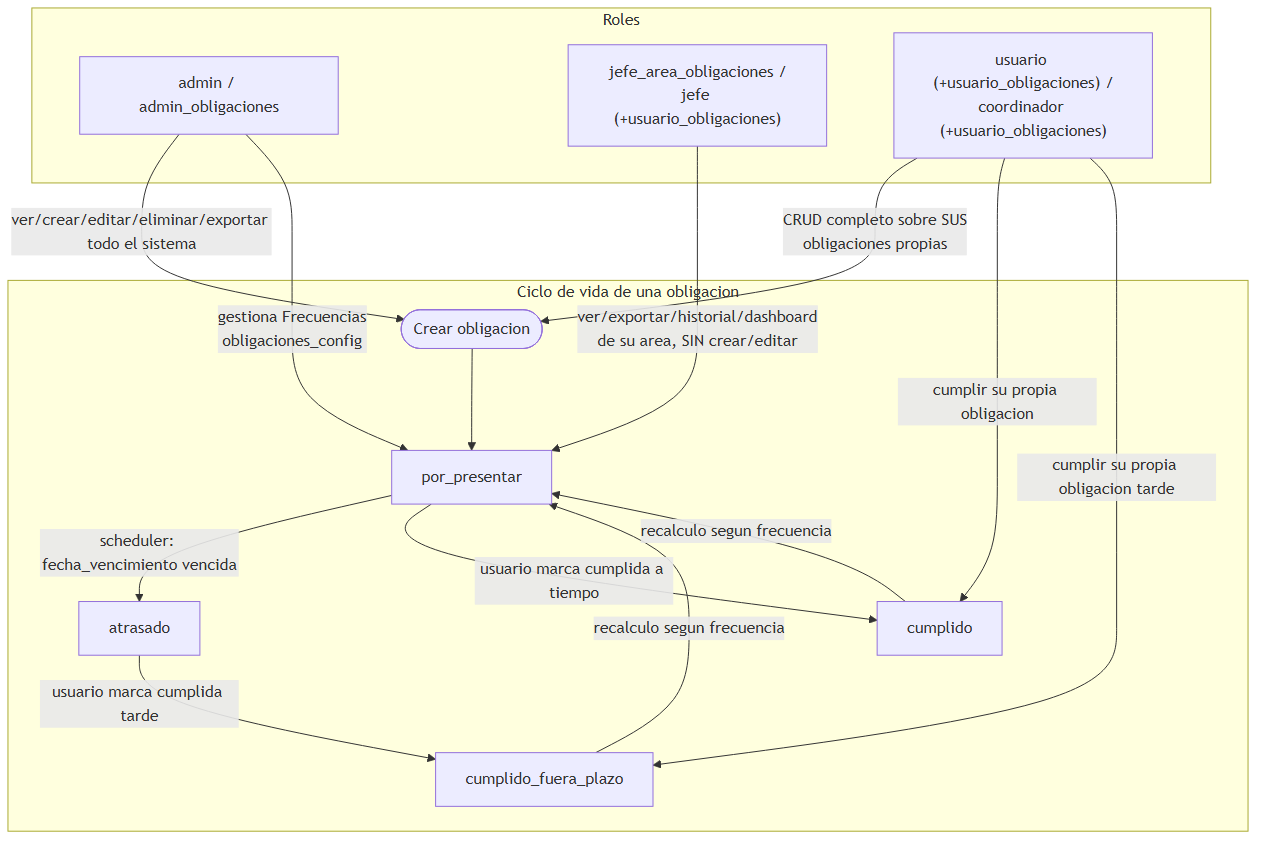 Roles
admin /
admin_obligaciones
jefe_area_obligaciones /
jefe
(+usuario_obligaciones)
usuario
(+usuario_obligaciones) /
coordinador
(+usuario_obligaciones)
ver/crear/editar/eliminar/exportar
todo el sistema
CRUD completo sobre SUS
obligaciones propias
Ciclo de vida de una obligacion
gestiona Frecuencias
obligaciones_config
Crear obligacion
ver/exportar/historial/dashboard
de su area, SIN crear/editar
cumplir su propia
obligacion
cumplir su propia
obligacion tarde
por_presentar
scheduler:
fecha_vencimiento vencida
recalculo segun frecuencia
usuario marca cumplida a
tiempo
recalculo segun frecuencia
atrasado
cumplido
usuario marca cumplida
tarde
cumplido_fuera_plazo